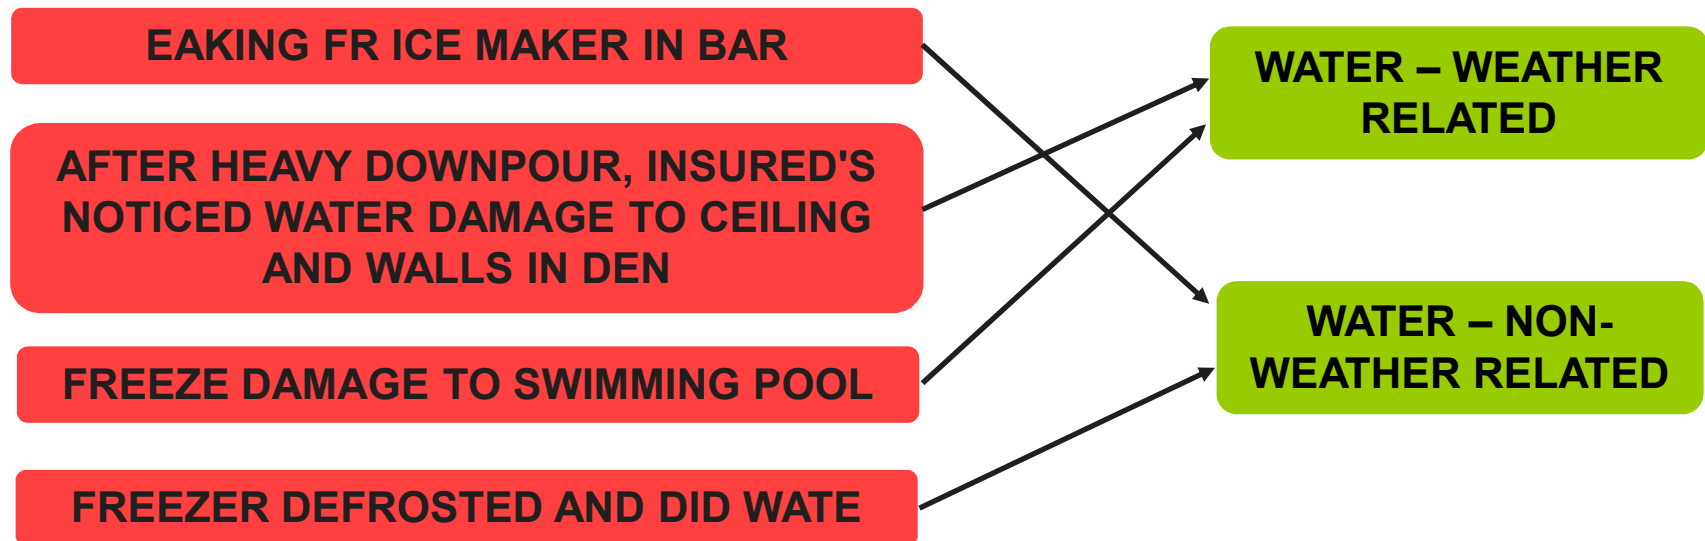 EAKING FR ICE MAKER IN BAR
AFTER HEAVY DOWNPOUR, INSURED'S
NOTICED WATER DAMAGE TO CEILING
AND WALLS IN DEN
FREEZE DAMAGE TO SWIMMING POOL
FREEZER DEFROSTED AND DID WATE
WATER – WEATHER
RELATED
WATER – NON-
WEATHER RELATED